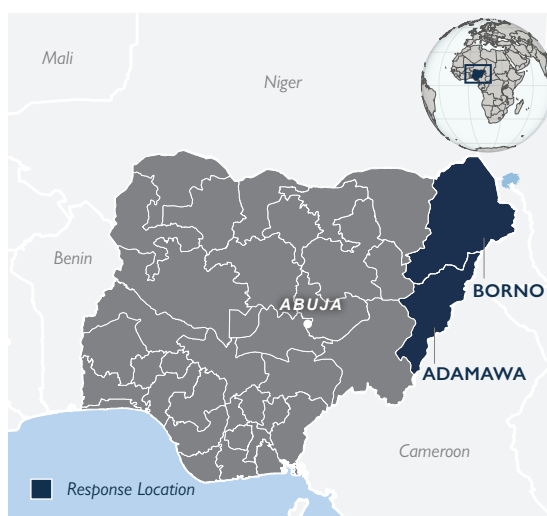 Mali
Niger
Benin
ABUJA
BORNO
ADAMAWA
Cameroon
Response Location